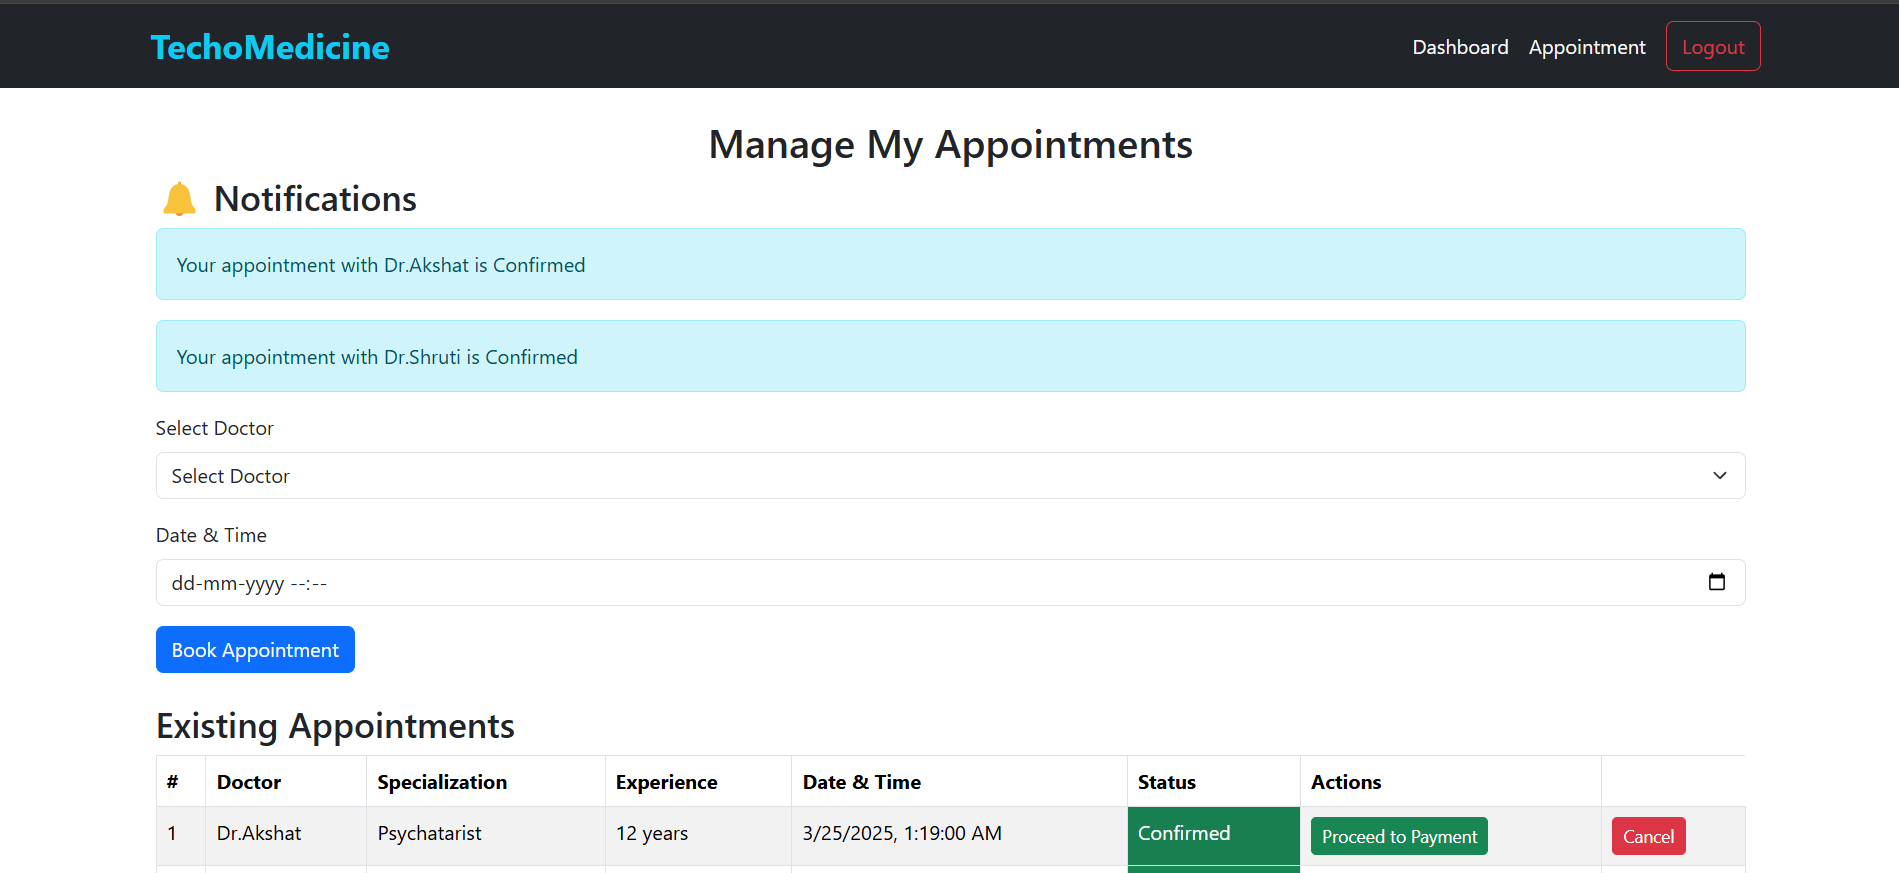 TechoMedicine Dashboard Appointment Logout
Manage My Appointments
Notifications
Your appointment with Dr.Akshat is Confirmed
Your appointment with Dr.Shruti is Confirmed
Select Doctor
Select Doctor
Date & Time
dd-mm-yyyy --:--
Book Appointment
Existing Appointments
# Doctor Specialization Experience Date & Time Status Actions
1 Dr.Akshat Psychatarist 12 years 3/25/2025, 1:19:00 AM Confirmed Proceed to Payment Cancel